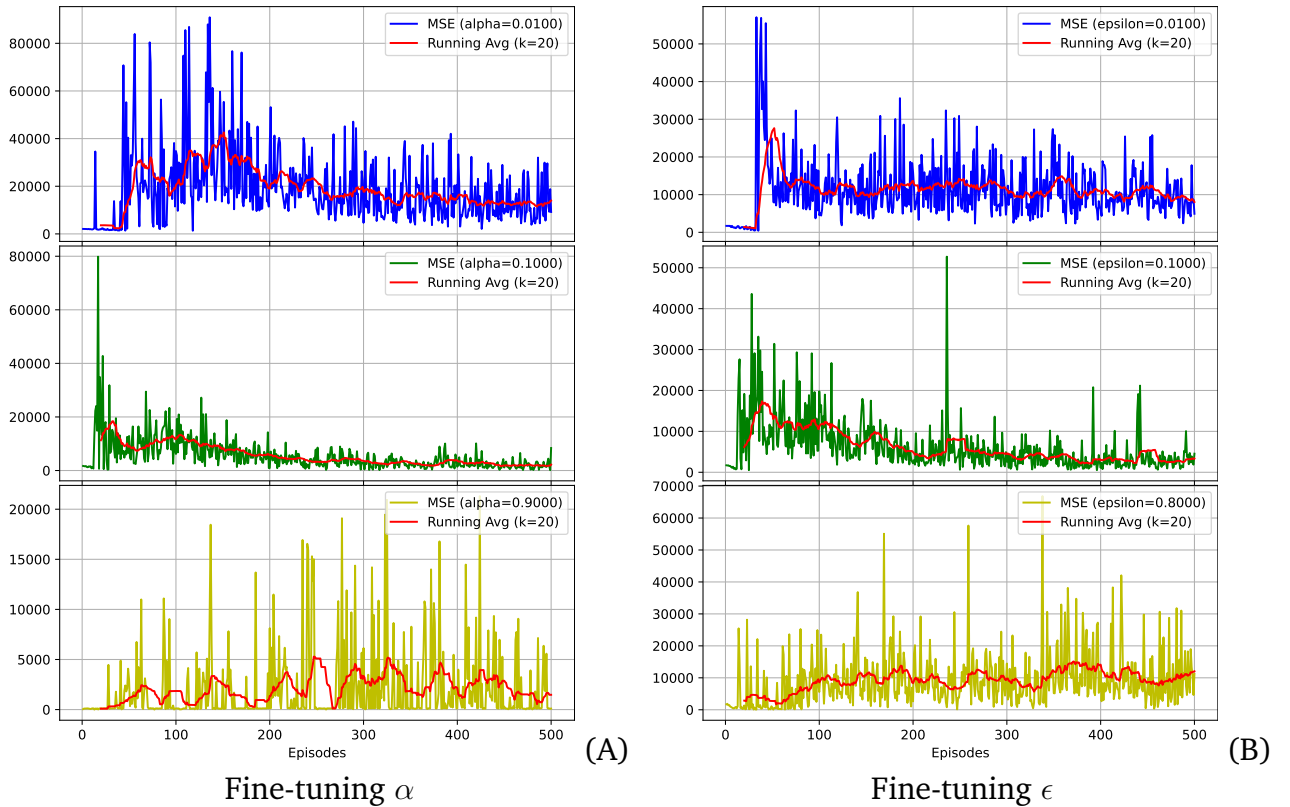 MSE (alpha=0.0100)
Running Avg (k=20)
80000
60000
40000
20000
0
MSE (alpha=0.1000)
Running Avg (k=20)
80000
60000
40000
20000
0
MSE (alpha=0.9000)
Running Avg (k=20)
20000
15000
10000
5000
0
0 100 200 300 400 500
Episodes
(A)
Fine-tuning α
MSE (epsilon=0.0100)
Running Avg (k=20)
50000
40000
30000
20000
10000
0
MSE (epsilon=0.1000)
Running Avg (k=20)
50000
40000
30000
20000
10000
0
MSE (epsilon=0.8000)
Running Avg (k=20)
70000
60000
50000
40000
30000
20000
10000
0
0 100 200 300 400 500
Episodes
(B)
Fine-tuning ϵ